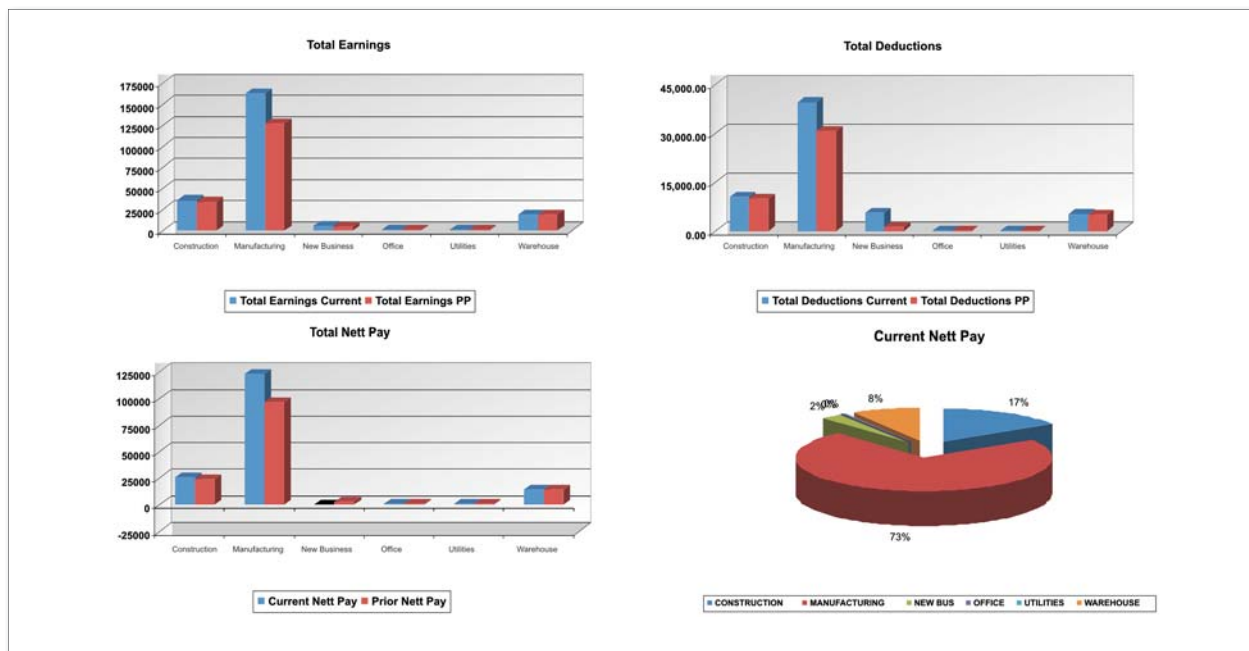 Total Earnings
175000
150000
125000
100000
75000
50000
25000
0
Construction Manufacturing New Business Office Utilities Warehouse
Total Earnings Current Total Earnings PP
Total Deductions
45,000.00
30,000.00
15,000.00
0.00
Construction Manufacturing New Business Office Utilities Warehouse
Total Deductions Current Total Deductions PP
Total Nett Pay
125000
100000
75000
50000
25000
0
-25000
Construction Manufacturing New Business Office Utilities Warehouse
Current Nett Pay Prior Nett Pay
Current Nett Pay
2%
8%
17%
73%
CONSTRUCTION MANUFACTURING NEW BUS OFFICE UTILITIES WAREHOUSE